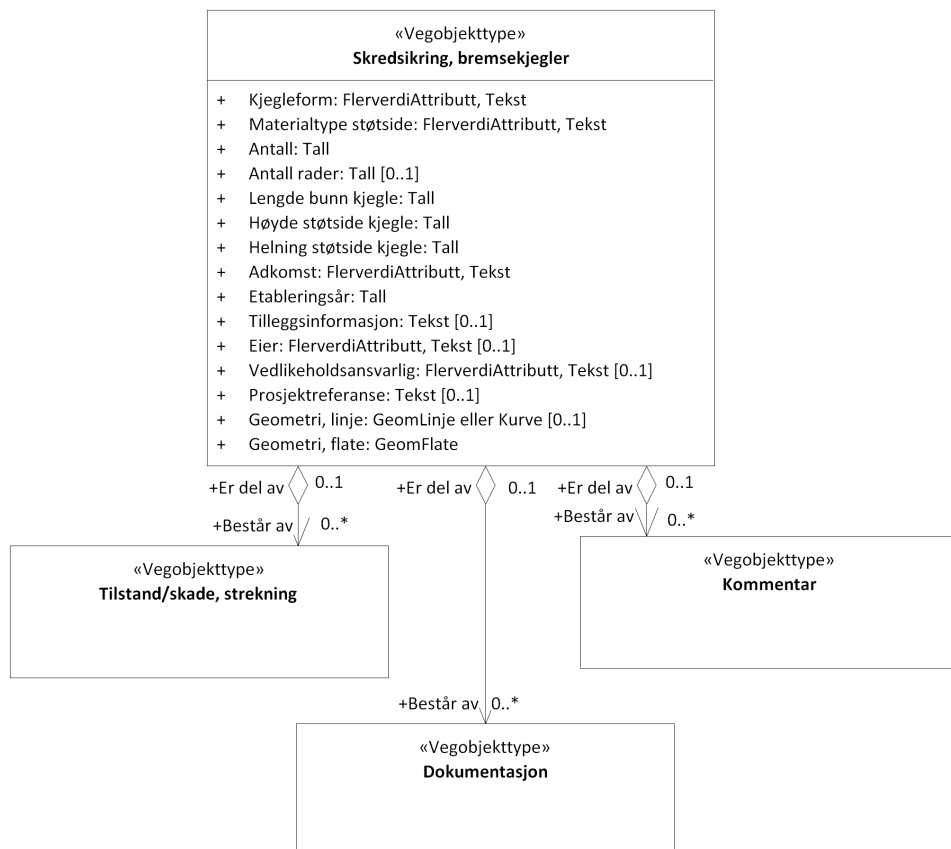 «Vegobjekttype»
Skredsikring, bremsekjegler
+ Kjegleform: FlerverdiAttributt, Tekst
+ Materialtype støtside: FlerverdiAttributt, Tekst
+ Antall: Tall
+ Antall rader: Tall [0..1]
+ Lengde bunn kjegle: Tall
+ Høyde støtside kjegle: Tall
+ Helning støtside kjegle: Tall
+ Adkomst: FlerverdiAttributt, Tekst
+ Etableringsår: Tall
+ Tilleggsinformasjon: Tekst [0..1]
+ Eier: FlerverdiAttributt, Tekst [0..1]
+ Vedlikeholdsansvarlig: FlerverdiAttributt, Tekst [0..1]
+ Prosjektreferanse: Tekst [0..1]
+ Geometri, linje: GeomLinje eller Kurve [0..1]
+ Geometri, flate: GeomFlate
+Er del av 0..1 +Er del av 0..1 +Er del av 0..1
+Består av 0..* +Består av 0..*
«Vegobjekttype»
Tilstand/skade, strekning
«Vegobjekttype»
Kommentar
+Består av 0..*
«Vegobjekttype»
Dokumentasjon